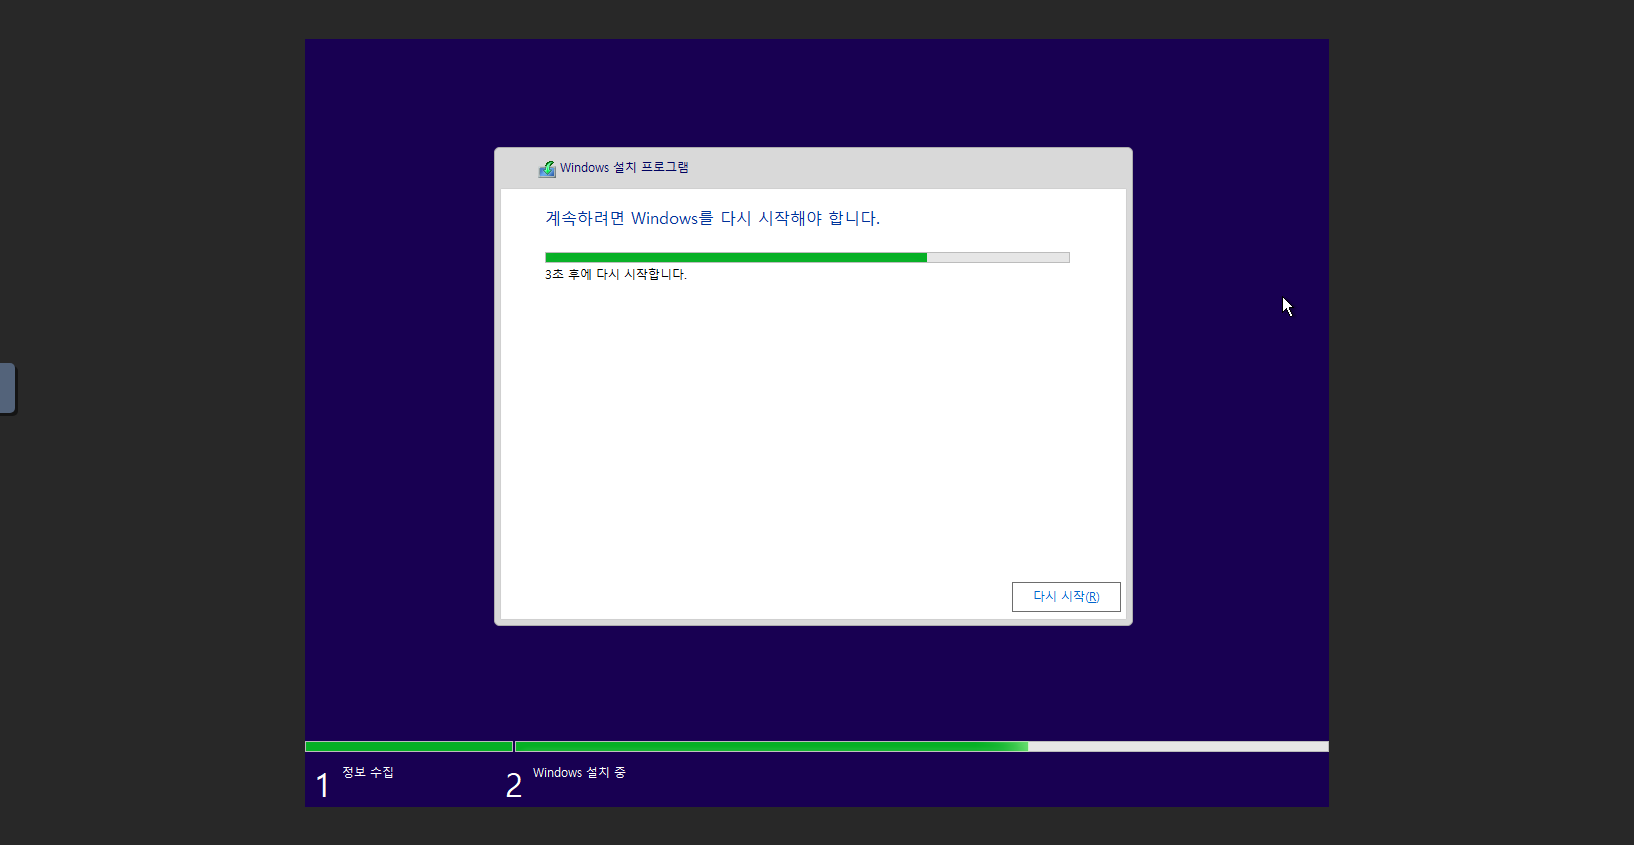 Windows 설치 프로그램
계속하려면 Windows를 다시 시작해야 합니다.
3초 후에 다시 시작합니다.
다시 시작(R)
1 정보 수집
2 Windows 설치 중